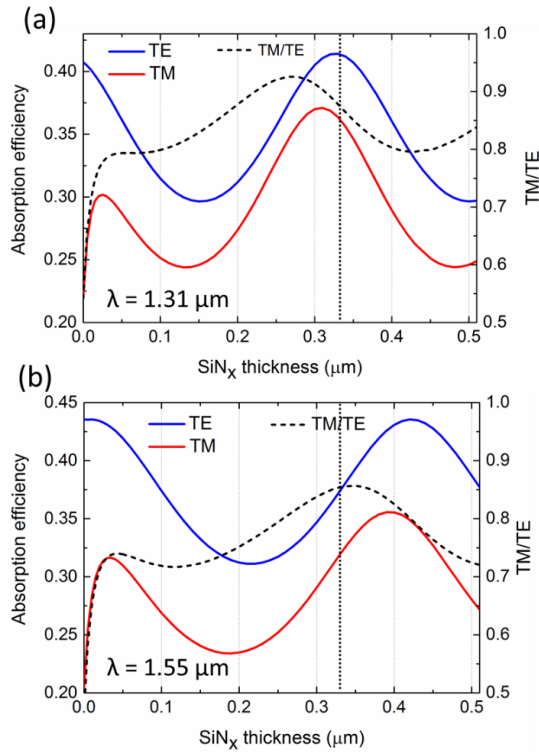 (a)
TE
TM
TM/TE
0.40
0.35
0.30
0.25
0.20
Absorption efficiency
1.0
0.9
0.8
0.7
0.6
0.5
TM/TE
λ = 1.31 μm
0.0 0.1 0.2 0.3 0.4 0.5
SiNX thickness (μm)
(b)
TE
TM
TM/TE
0.45
0.40
0.35
0.30
0.25
0.20
Absorption efficiency
1.0
0.9
0.8
0.7
0.6
0.5
TM/TE
λ = 1.55 μm
0.0 0.1 0.2 0.3 0.4 0.5
SiNX thickness (μm)